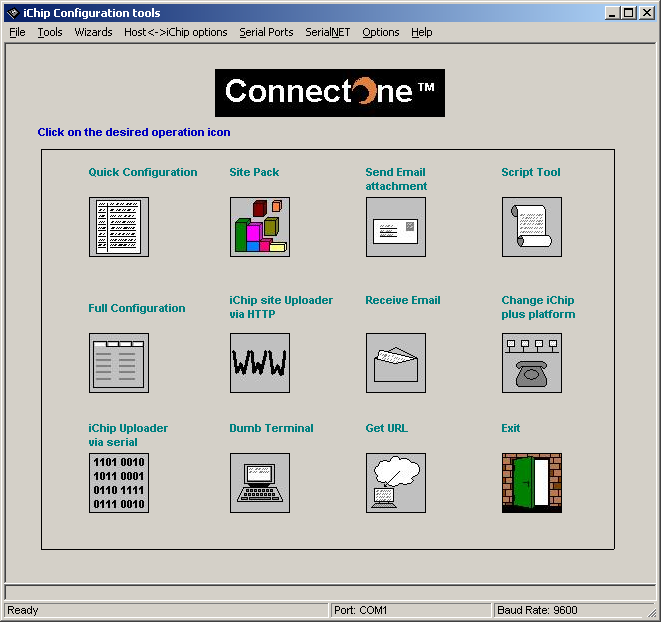 iChip Configuration tools
File Tools Wizards Host<->iChip options Serial Ports SerialNET Options Help
ConnectOne™
Click on the desired operation icon
Quick Configuration
Site Pack
Send Email
attachment
Script Tool
Full Configuration
iChip site Uploader
via HTTP
WWW
Receive Email
Change iChip
plus platform
iChip Uploader
via serial
1101 0010
1011 0001
0110 1111
0111 0010
Dumb Terminal
Get URL
Exit
Ready
Port: COM1
Baud Rate: 9600